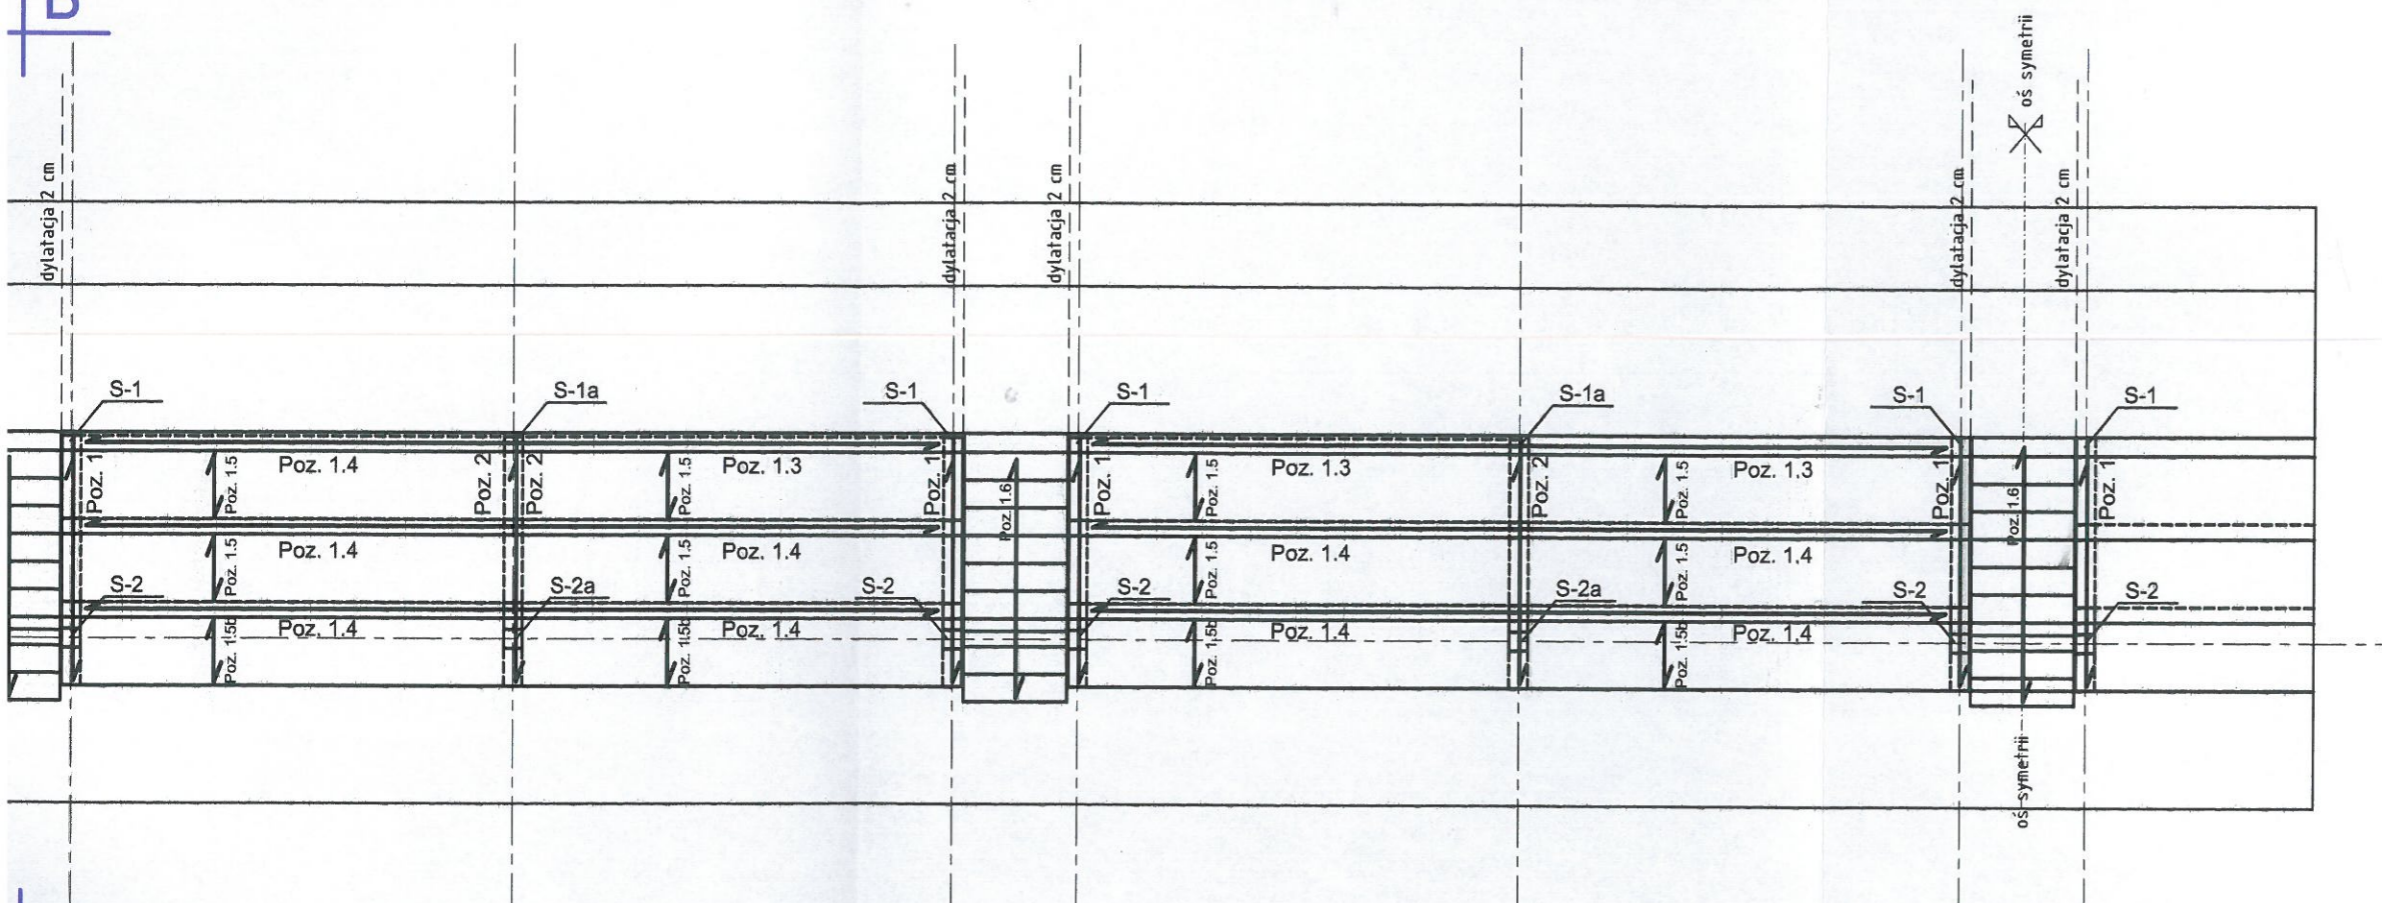 B
oś symetrii
dylatacja 2 cm
dylatacja 2 cm
dylatacja 2 cm
dylatacja 2 cm
dylatacja 2 cm
S-1
S-1a
S-1
S-1
S-1a
S-1
S-1
Poz. 1
Poz. 1.5
Poz. 1.4
Poz. 2
Poz. 2
Poz. 1.5
Poz. 1.3
Poz. 1
Poz. 1.6
Poz. 1
Poz. 1.5
Poz. 1.3
Poz. 2
Poz. 1.5
Poz. 1.3
Poz. 1
Poz. 1.6
Poz. 1
Poz. 1.5
Poz. 1.4
Poz. 1.5
Poz. 1.4
Poz. 1.5
Poz. 1.4
Poz. 1.5
Poz. 1.4
S-2
S-2a
S-2
S-2
S-2a
S-2
S-2
Poz. 1.5b
Poz. 1.4
Poz. 1.5b
Poz. 1.4
Poz. 1.5b
Poz. 1.4
Poz. 1.5b
Poz. 1.4
oś symetrii